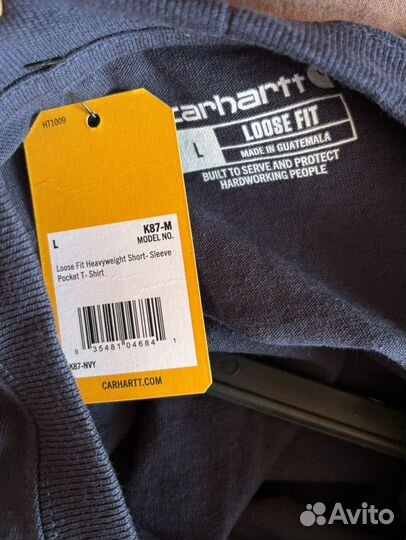 HT1009
carhartt
L LOOSE FIT
MADE IN GUATEMALA
BUILT TO SERVE AND PROTECT
HARDWORKING PEOPLE
K87-M
L MODEL NO.
Loose Fit Heavyweight Short- Sleeve
Pocket T- Shirt
0 35481 04684 1
K87-NVY
CARHARTT.COM
Avito